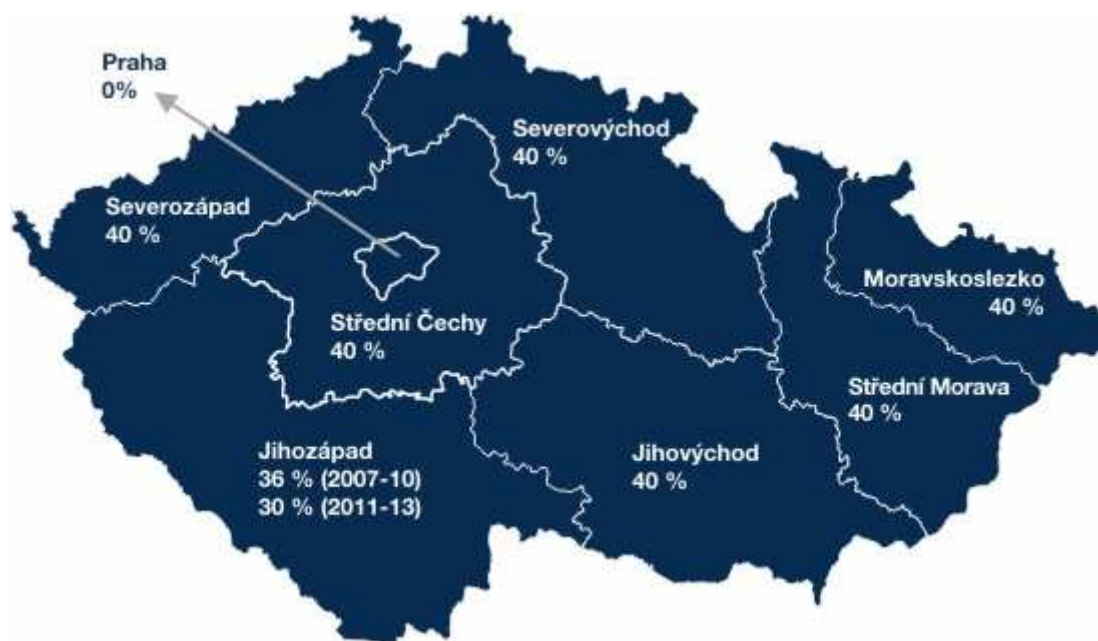 Praha
0%
Severovýchod
40 %
Severozápad
40 %
Moravskoslezko
40 %
Střední Čechy
40 %
Střední Morava
40 %
Jihozápad
36 % (2007-10)
30 % (2011-13)
Jihovýchod
40 %